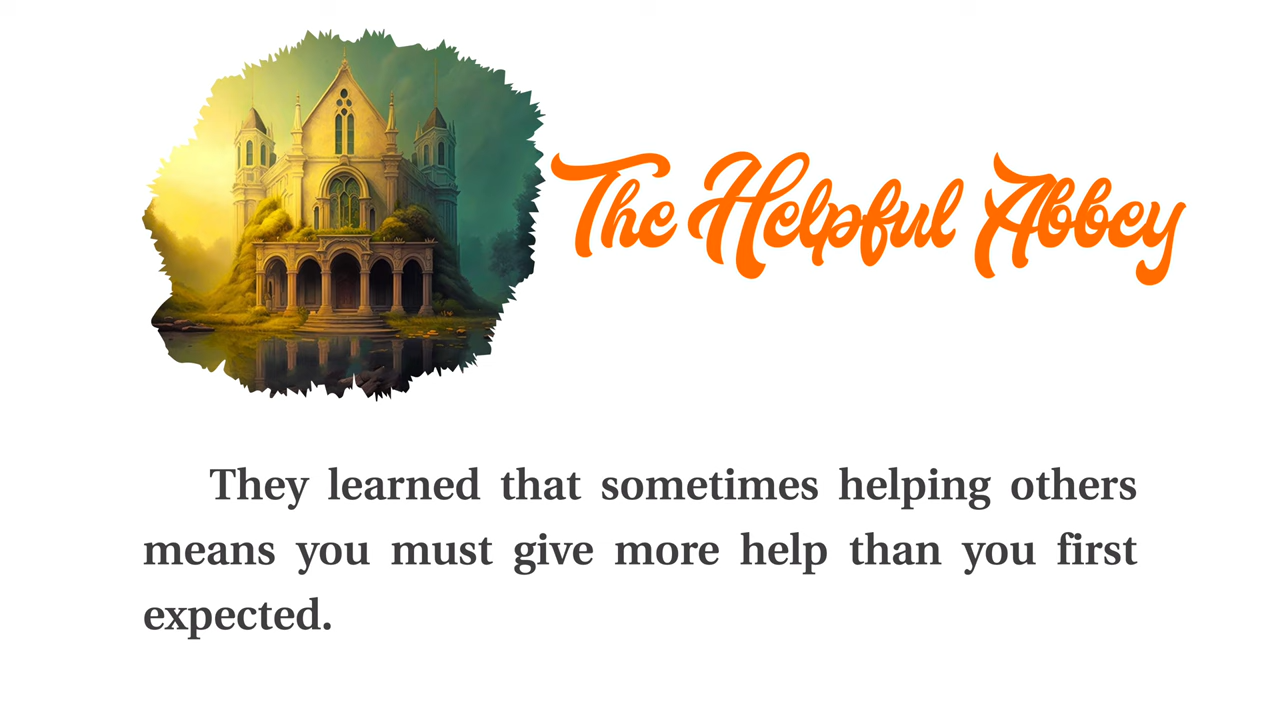 The Helpful Abbey
They learned that sometimes helping others
means you must give more help than you first
expected.